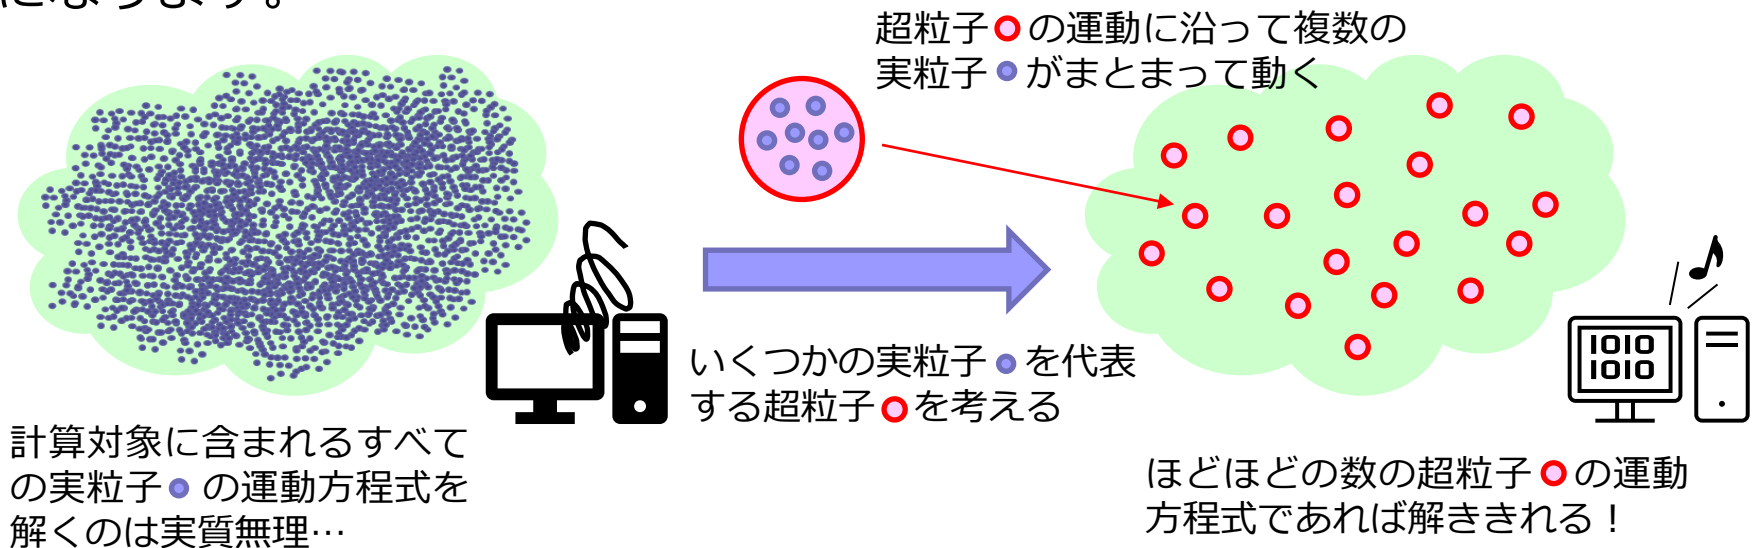 になります。
超粒子 の運動に沿って複数の
実粒子 がまとまって動く
いくつかの実粒子 を代表
する超粒子 を考える
1010
1010
計算対象に含まれるすべて
の実粒子 の運動方程式を
解くのは実質無理…
ほどほどの数の超粒子 の運動
方程式であれば解ききれる！